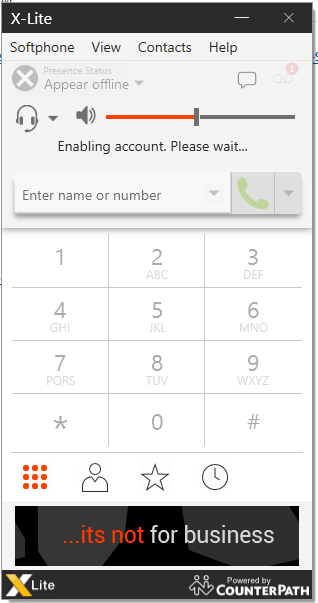 X-Lite
Softphone View Contacts Help
Presence Status
Appear offline
1
Enabling account. Please wait...
Enter name or number
1 2 3
ABC DEF
4 5 6
GHI JKL MNO
7 8 9
PQRS TUV WXYZ
* 0 #
...its not for business
X Lite
Powered by
COUNTERPATH